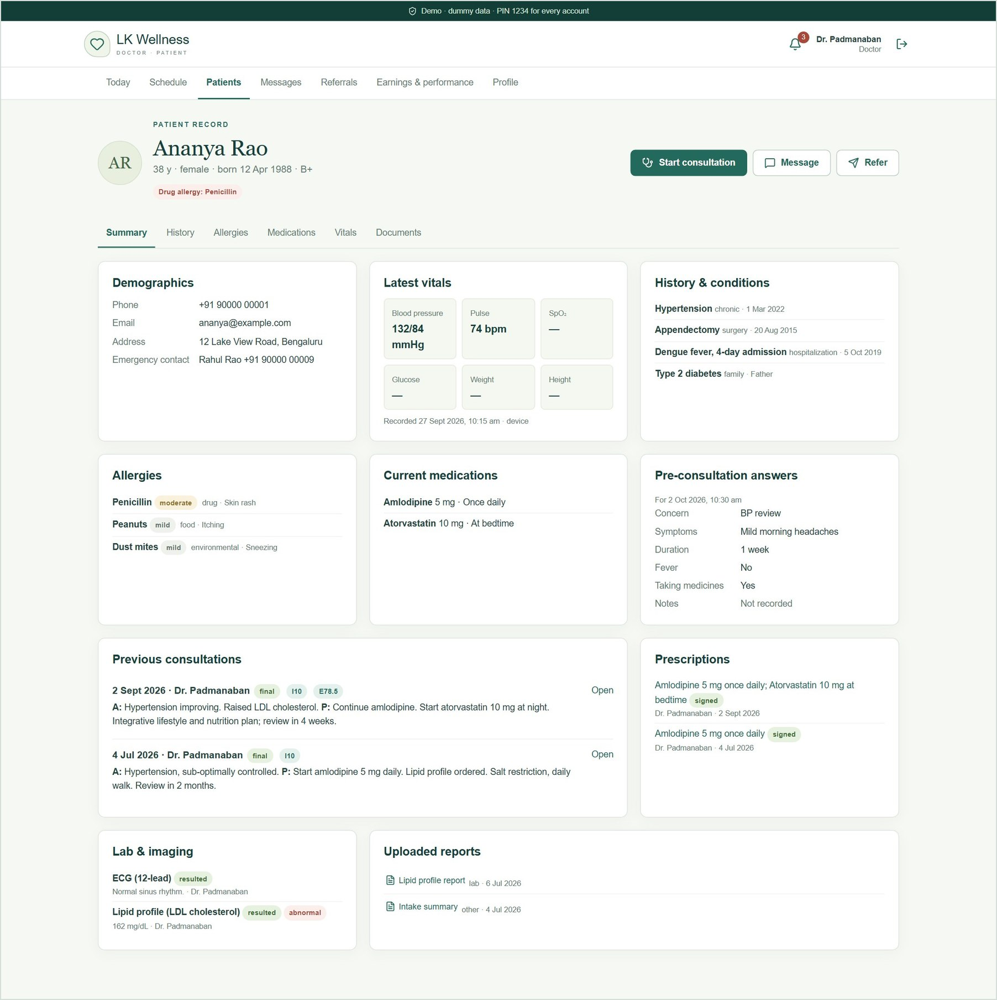 Demo · dummy data · PIN 1234 for every account
LK Wellness
DOCTOR · PATIENT
3
Dr. Padmanaban
Doctor
Today
Schedule
Patients
Messages
Referrals
Earnings & performance
Profile
PATIENT RECORD
AR
Ananya Rao
38 y · female · born 12 Apr 1988 · B+
Drug allergy: Penicillin
Start consultation
Message
Refer
Summary
History
Allergies
Medications
Vitals
Documents
Demographics
Phone +91 90000 00001
Email ananya@example.com
Address 12 Lake View Road, Bengaluru
Emergency contact Rahul Rao +91 90000 00009
Latest vitals
Blood pressure
132/84
mmHg
Pulse
74 bpm
SpO₂
—
Glucose
—
Weight
—
Height
—
Recorded 27 Sept 2026, 10:15 am · device
History & conditions
Hypertension chronic · 1 Mar 2022
Appendectomy surgery · 20 Aug 2015
Dengue fever, 4-day admission hospitalization · 5 Oct 2019
Type 2 diabetes family · Father
Allergies
Penicillin moderate drug · Skin rash
Peanuts mild food · Itching
Dust mites mild environmental · Sneezing
Current medications
Amlodipine 5 mg · Once daily
Atorvastatin 10 mg · At bedtime
Pre-consultation answers
For 2 Oct 2026, 10:30 am
Concern BP review
Symptoms Mild morning headaches
Duration 1 week
Fever No
Taking medicines Yes
Notes Not recorded
Previous consultations
2 Sept 2026 · Dr. Padmanaban final I10 E78.5 Open
A: Hypertension improving. Raised LDL cholesterol. P: Continue amlodipine. Start atorvastatin 10 mg at night.
Integrative lifestyle and nutrition plan; review in 4 weeks.
4 Jul 2026 · Dr. Padmanaban final I10 Open
A: Hypertension, sub-optimally controlled. P: Start amlodipine 5 mg daily. Lipid profile ordered. Salt restriction, daily
walk. Review in 2 months.
Prescriptions
Amlodipine 5 mg once daily; Atorvastatin 10 mg at
bedtime signed
Dr. Padmanaban · 2 Sept 2026
Amlodipine 5 mg once daily signed
Dr. Padmanaban · 4 Jul 2026
Lab & imaging
ECG (12-lead) resulted
Normal sinus rhythm. · Dr. Padmanaban
Lipid profile (LDL cholesterol) resulted abnormal
162 mg/dL · Dr. Padmanaban
Uploaded reports
Lipid profile report lab · 6 Jul 2026
Intake summary other · 4 Jul 2026